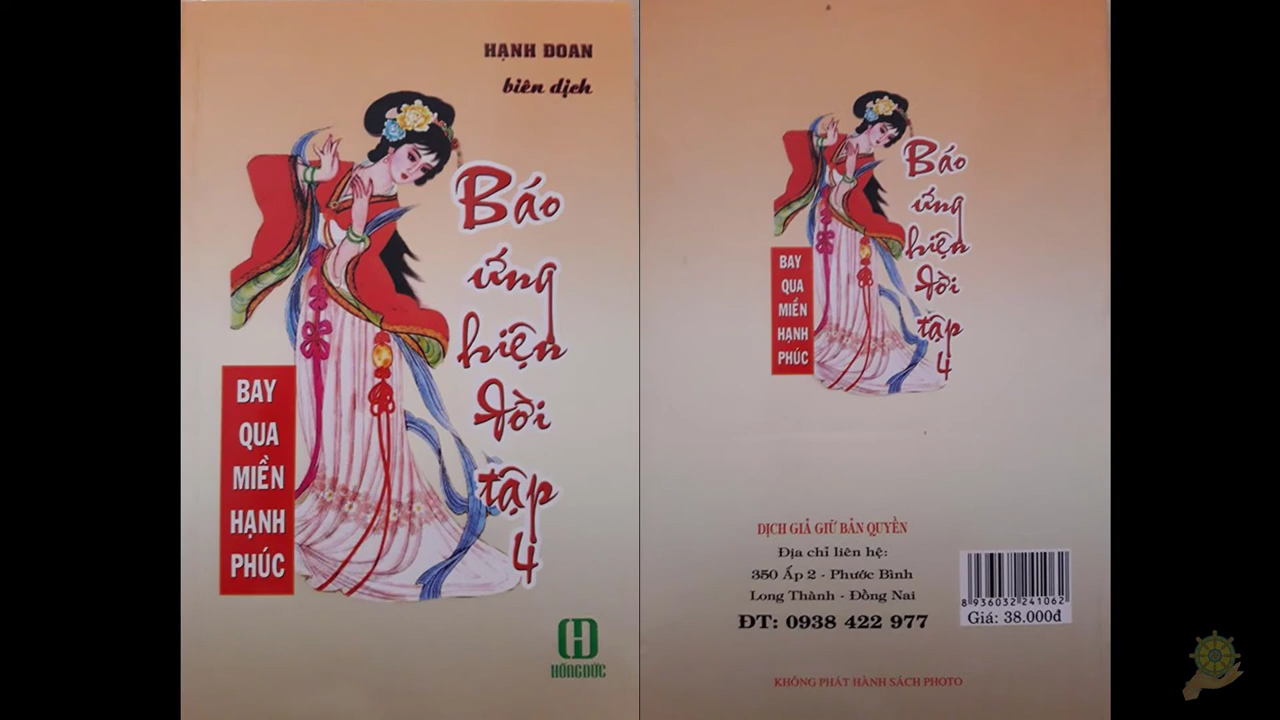 HẠNH ĐOAN
biên dịch
Báo
ứng
hiện
đời
tập
4
BAY
QUA
MIỀN
HẠNH
PHÚC
HỒNG ĐỨC
Báo
ứng
hiện
đời
tập
4
BAY
QUA
MIỀN
HẠNH
PHÚC
DỊCH GIẢ GIỮ BẢN QUYỀN
Địa chỉ liên hệ:
350 Ấp 2 - Phước Bình
Long Thành - Đồng Nai
ĐT: 0938 422 977
8 936032 241062
Giá: 38.000đ
KHÔNG PHÁT HÀNH SÁCH PHOTO